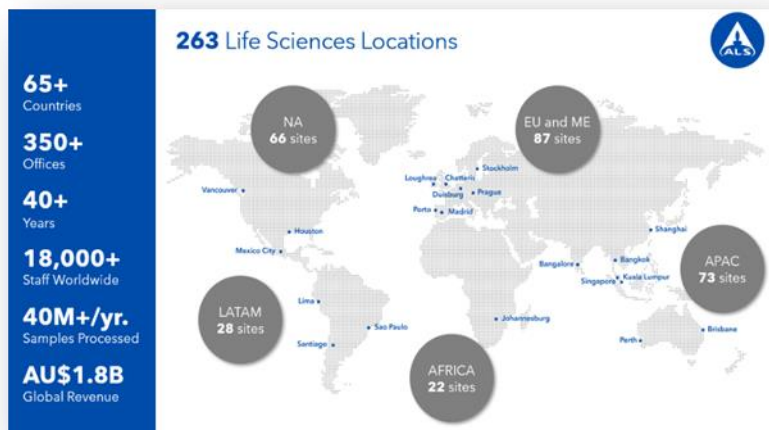 263 Life Sciences Locations
ALS
65+
Countries
350+
Offices
40+
Years
18,000+
Staff Worldwide
40M+/yr.
Samples Processed
AU$1.8B
Global Revenue
NA
66 sites
EU and ME
87 sites
APAC
73 sites
LATAM
28 sites
AFRICA
22 sites
Vancouver
Houston
Mexico City
Lima
Sao Paulo
Santiago
Stockholm
Loughrea
Chatteris
Duisburg
Prague
Porto
Madrid
Johannesburg
Bangalore
Shanghai
Bangkok
Kuala Lumpur
Singapore
Perth
Brisbane